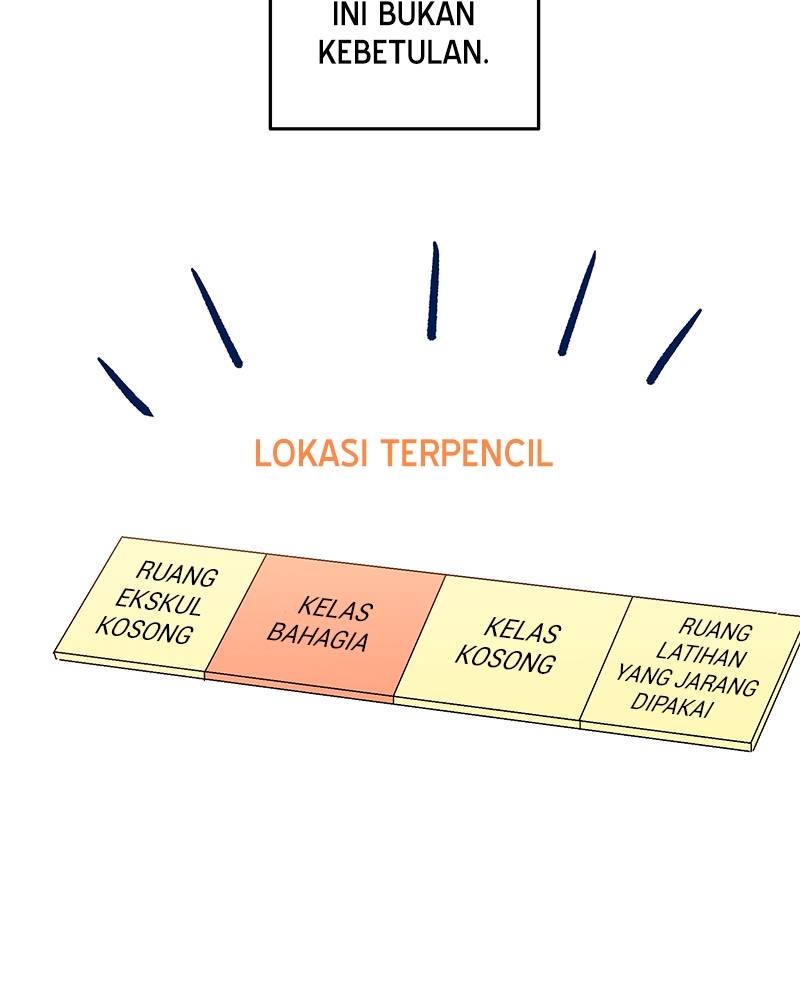 INI BUKAN
KEBETULAN.
LOKASI TERPENCIL
RUANG
EKSKUL
KOSONG
KELAS
BAHAGIA
KELAS
KOSONG
RUANG
LATIHAN
YANG JARANG
DIPAKAI